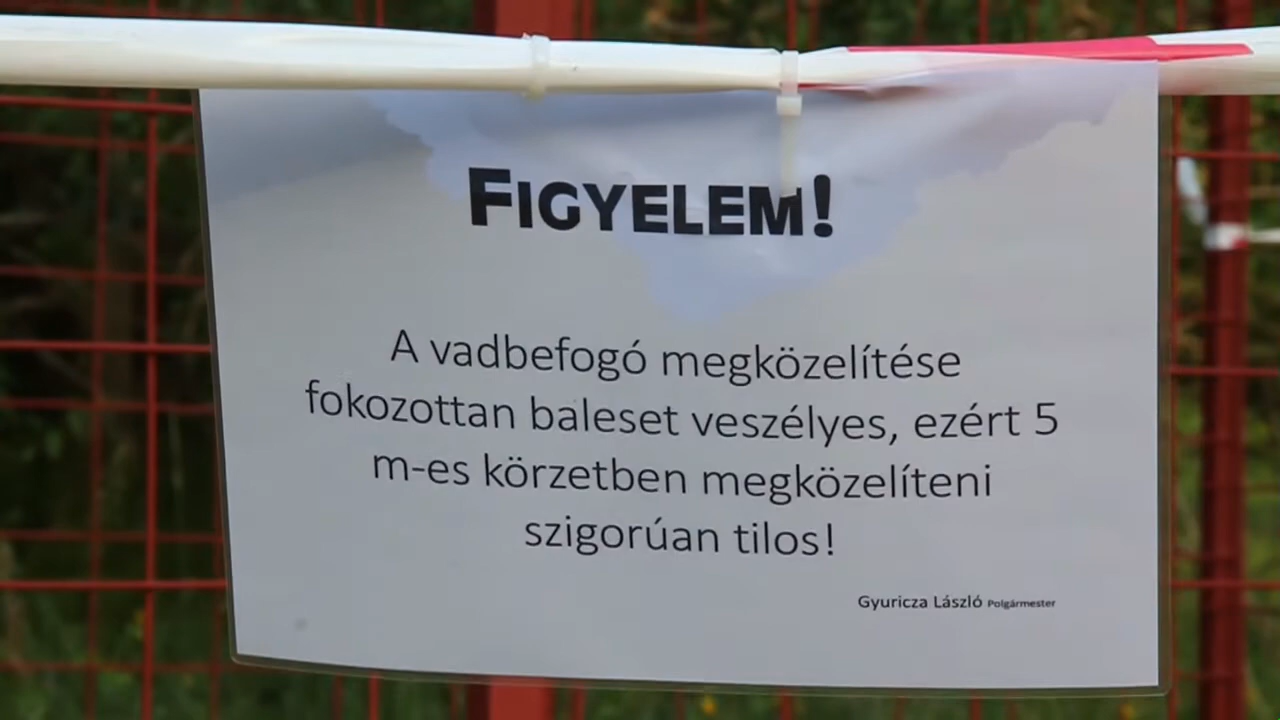 FIGYELEM!
A vadbefogó megközelítése
fokozottan baleset veszélyes, ezért 5
m-es körzetben megközelíteni
szigorúan tilos!
Gyuricza László Polgármester